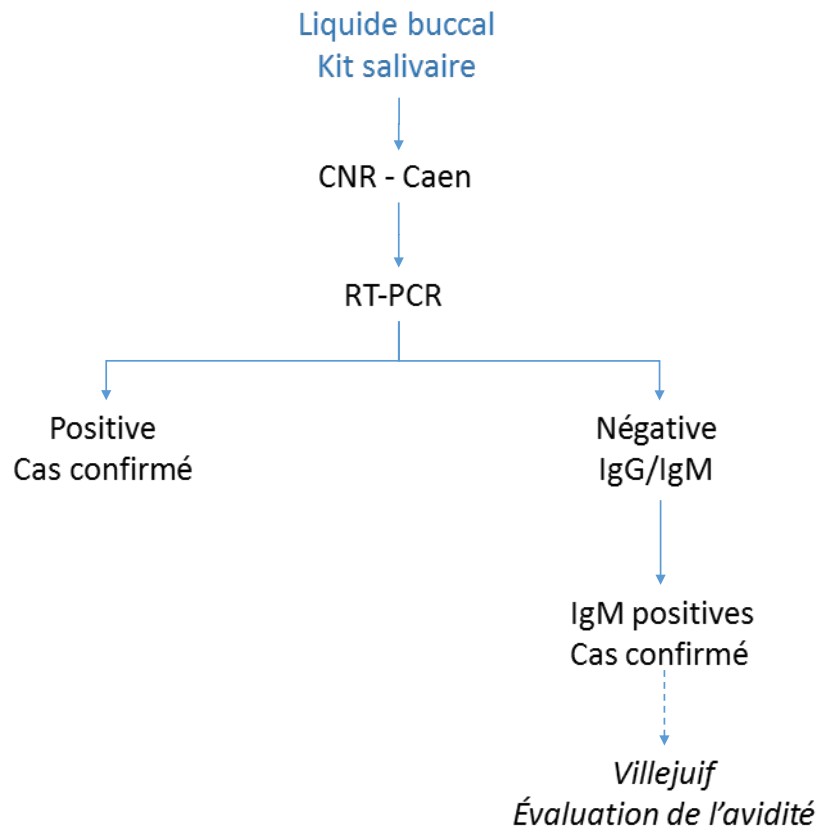 Liquide buccal
Kit salivaire
CNR - Caen
RT-PCR
Positive
Cas confirmé
Négative
IgG/IgM
IgM positives
Cas confirmé
Villejuif
Évaluation de l'avidité